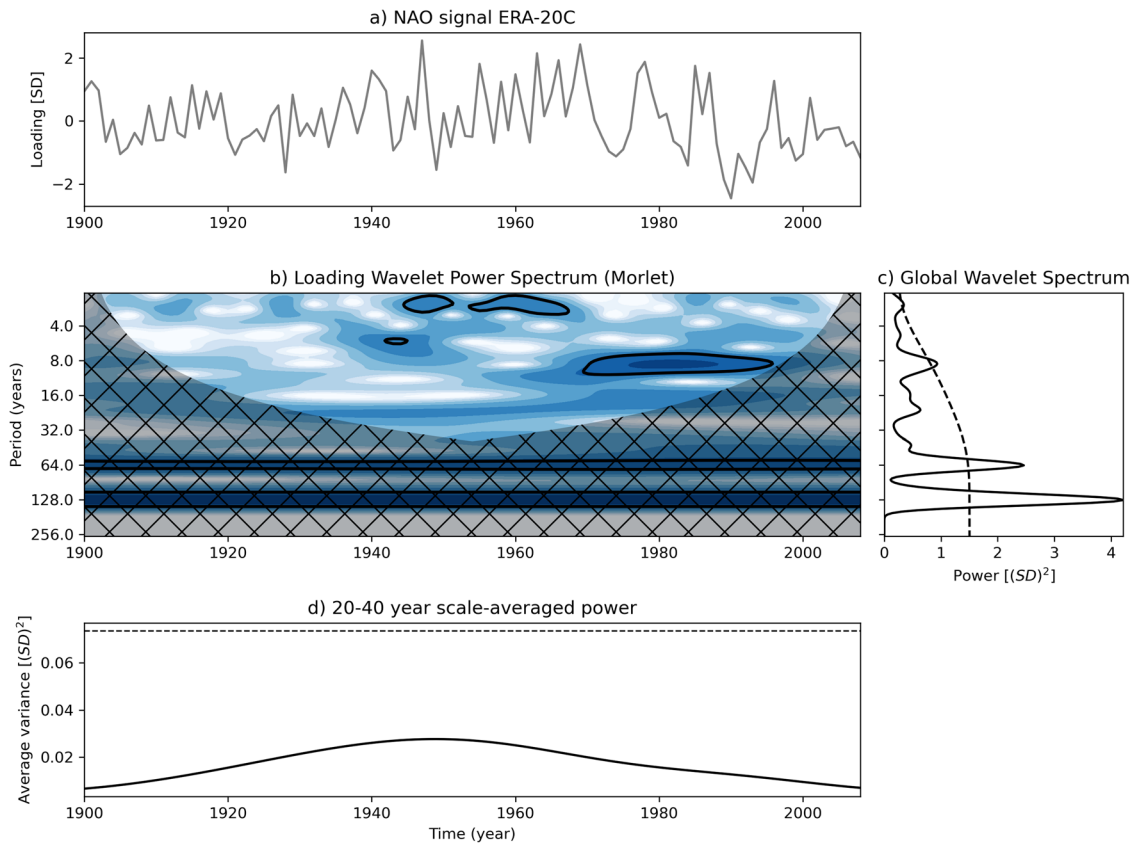 a) NAO signal ERA-20C
Loading [SD]
2
0
−2
1900 1920 1940 1960 1980 2000
b) Loading Wavelet Power Spectrum (Morlet)
Period (years)
4.0
8.0
16.0
32.0
64.0
128.0
256.0
1900 1920 1940 1960 1980 2000
c) Global Wavelet Spectrum
0 1 2 3 4
Power [(SD)²]
d) 20-40 year scale-averaged power
Average variance [(SD)²]
0.06
0.04
0.02
1900 1920 1940 1960 1980 2000
Time (year)